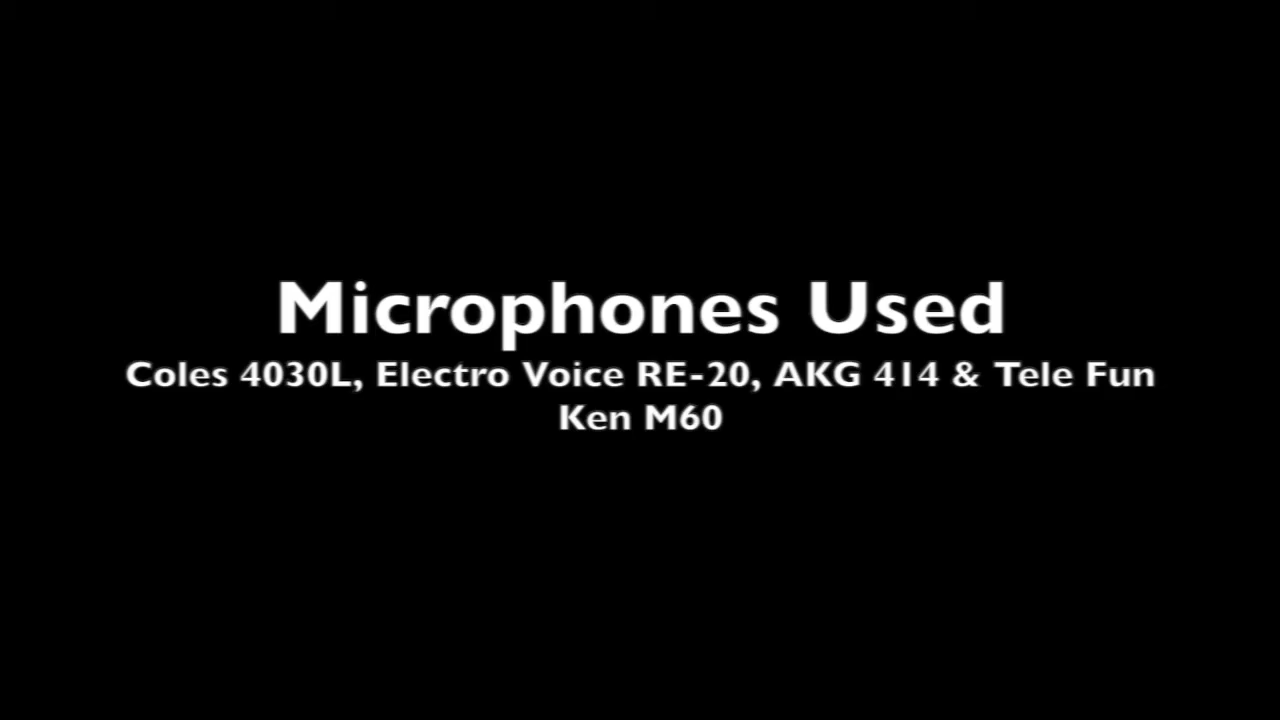 Microphones Used
Coles 4030L, Electro Voice RE-20, AKG 414 & Tele Fun
Ken M60